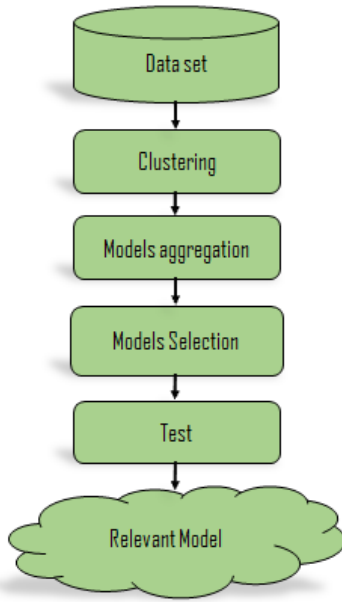 Data set
Clustering
Models aggregation
Models Selection
Test
Relevant Model